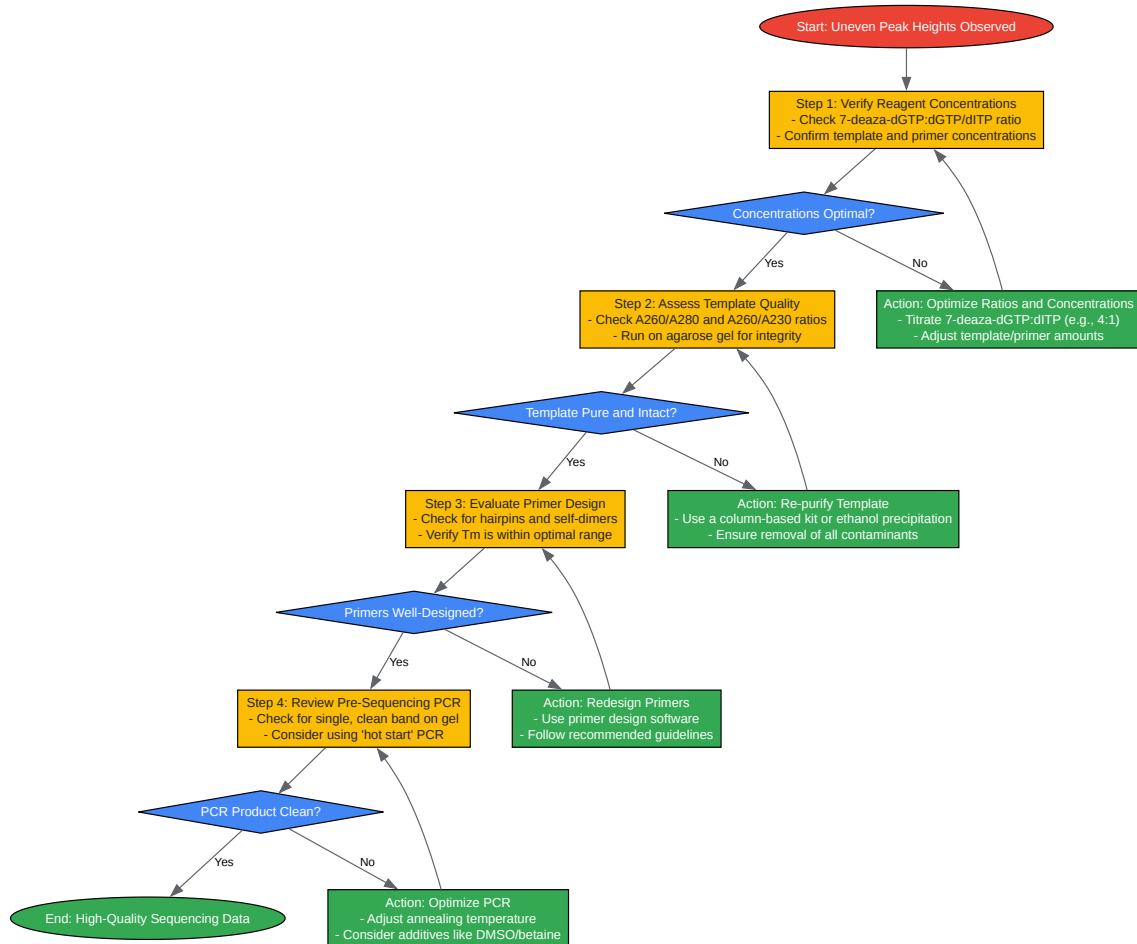 Start: Uneven Peak Heights Observed
Step 1: Verify Reagent Concentrations
- Check 7-deaza-dGTP:dGTP/dITP ratio
- Confirm template and primer concentrations
Concentrations Optimal?
Yes
No
Step 2: Assess Template Quality
- Check A260/A280 and A260/A230 ratios
- Run on agarose gel for integrity
Action: Optimize Ratios and Concentrations
- Titrate 7-deaza-dGTP:dITP (e.g., 4:1)
- Adjust template/primer amounts
Template Pure and Intact?
Yes
No
Step 3: Evaluate Primer Design
- Check for hairpins and self-dimers
- Verify Tm is within optimal range
Action: Re-purify Template
- Use a column-based kit or ethanol precipitation
- Ensure removal of all contaminants
Primers Well-Designed?
Yes
No
Step 4: Review Pre-Sequencing PCR
- Check for single, clean band on gel
- Consider using 'hot start' PCR
Action: Redesign Primers
- Use primer design software
- Follow recommended guidelines
PCR Product Clean?
Yes
No
End: High-Quality Sequencing Data
Action: Optimize PCR
- Adjust annealing temperature
- Consider additives like DMSO/betaine